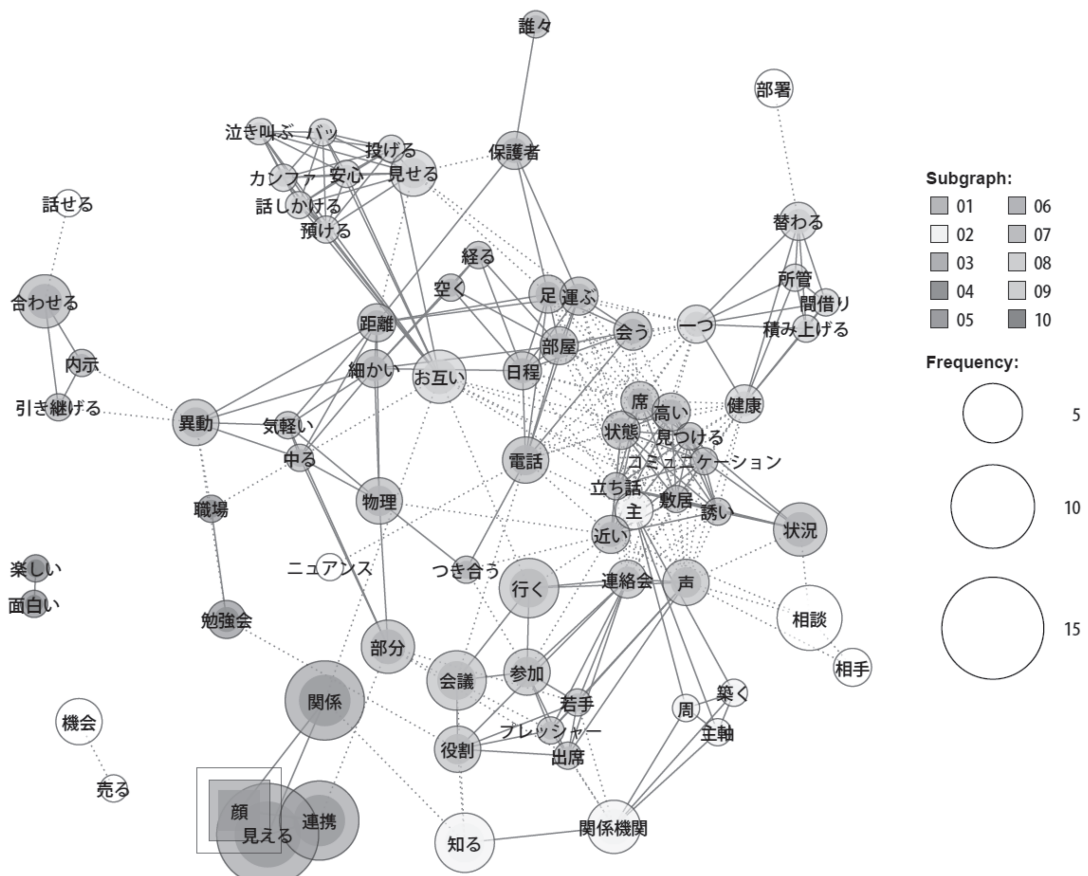 誰々
部署
泣き叫ぶ
バッ
投げる
保護者
カンファ
安心
見せる
話せる
話しかける
預ける
替わる
経る
所管
合わせる
空く
足
運ぶ
間借り
距離
会う
一つ
積み上げる
部屋
内示
細かい
お互い
日程
引き継げる
異動
気軽い
席
高い
健康
状態
見つける
中る
電話
コミュニケーション
立ち話
敷居
職場
物理
主
誘い
近い
状況
楽しい
ニュアンス
つき合う
連絡会
声
面白い
行く
勉強会
相談
部分
相手
会議
参加
関係
若手
築く
周
機会
プレッシャー
主軸
役割
出席
売る
顔
連携
見える
知る
関係機関
Subgraph:
01 06
02 07
03 08
04 09
05 10
Frequency:
5
10
15